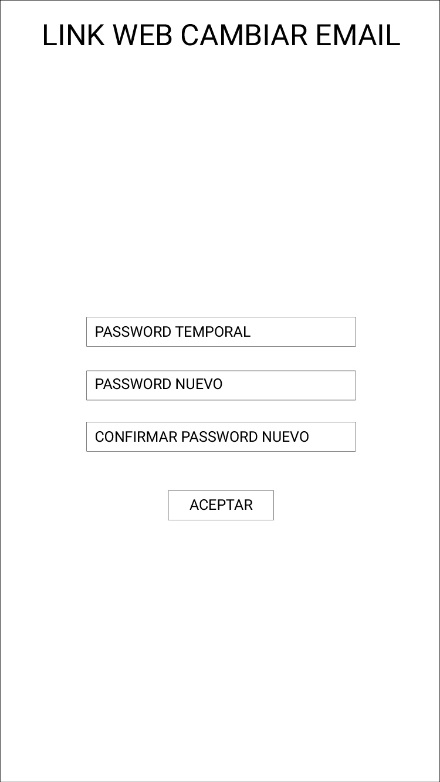 LINK WEB CAMBIAR EMAIL
PASSWORD TEMPORAL
PASSWORD NUEVO
CONFIRMAR PASSWORD NUEVO
ACEPTAR